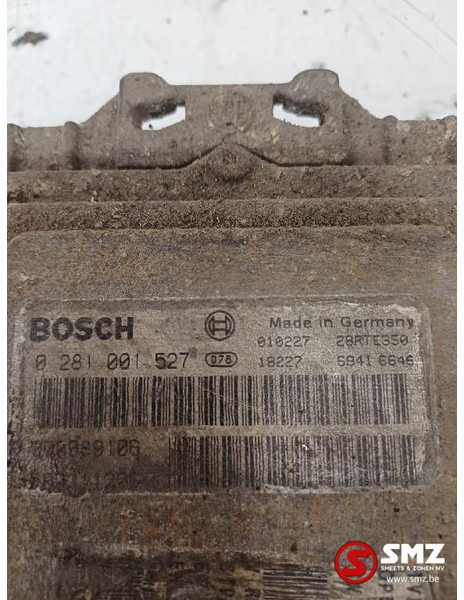 BOSCH
Made in Germany
010227 28RTE350
0 281 001 527 078 18227 5941 6646
SMZ
SMEETS & ZONEN NV
www.smz.be